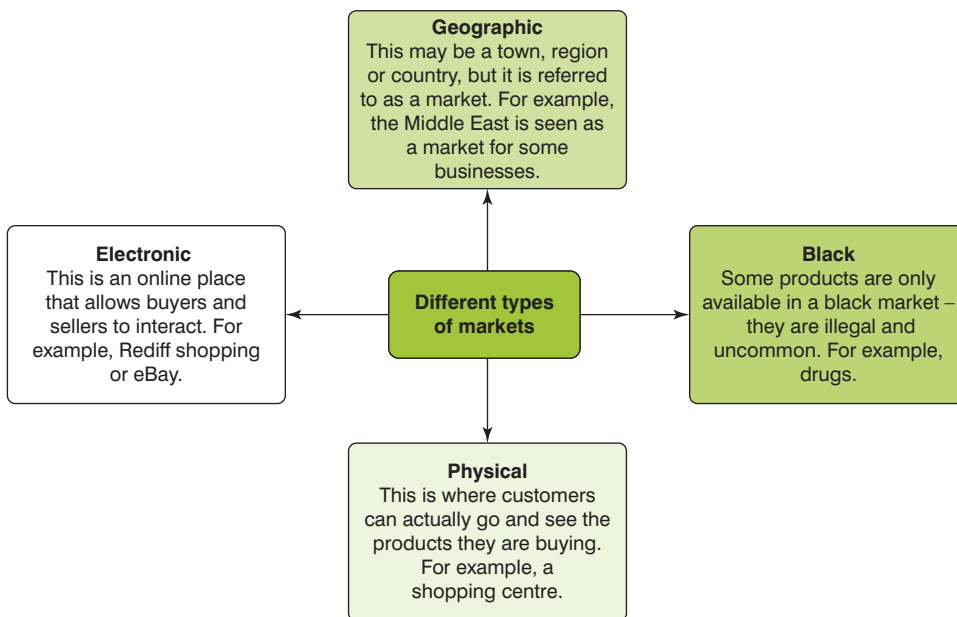 Geographic
This may be a town, region
or country, but it is referred
to as a market. For example,
the Middle East is seen as
a market for some
businesses.
Electronic
This is an online place
that allows buyers and
sellers to interact. For
example, Rediff shopping
or eBay.
Different types
of markets
Black
Some products are only
available in a black market –
they are illegal and
uncommon. For example,
drugs.
Physical
This is where customers
can actually go and see the
products they are buying.
For example, a
shopping centre.